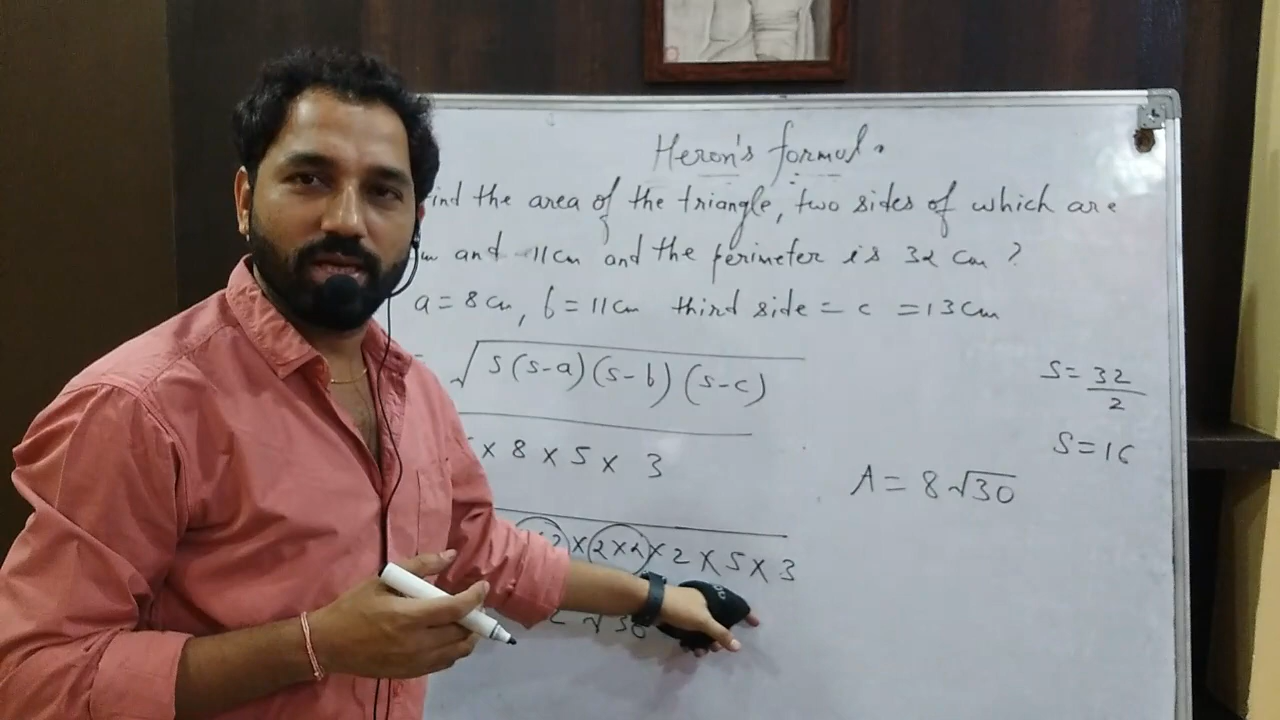 Heron's formula
ind the area of the triangle, two sides of which are
m and 11cm and the perimeter is 32 cm ?
a = 8 cm, b = 11cm third side = c = 13cm
√s(s-a)(s-b)(s-c)
S = 32/2
x 8 x 5 x 3
S = 16
A = 8√30
2 x 2 x 2 x 2 x 5 x 3
2 √30